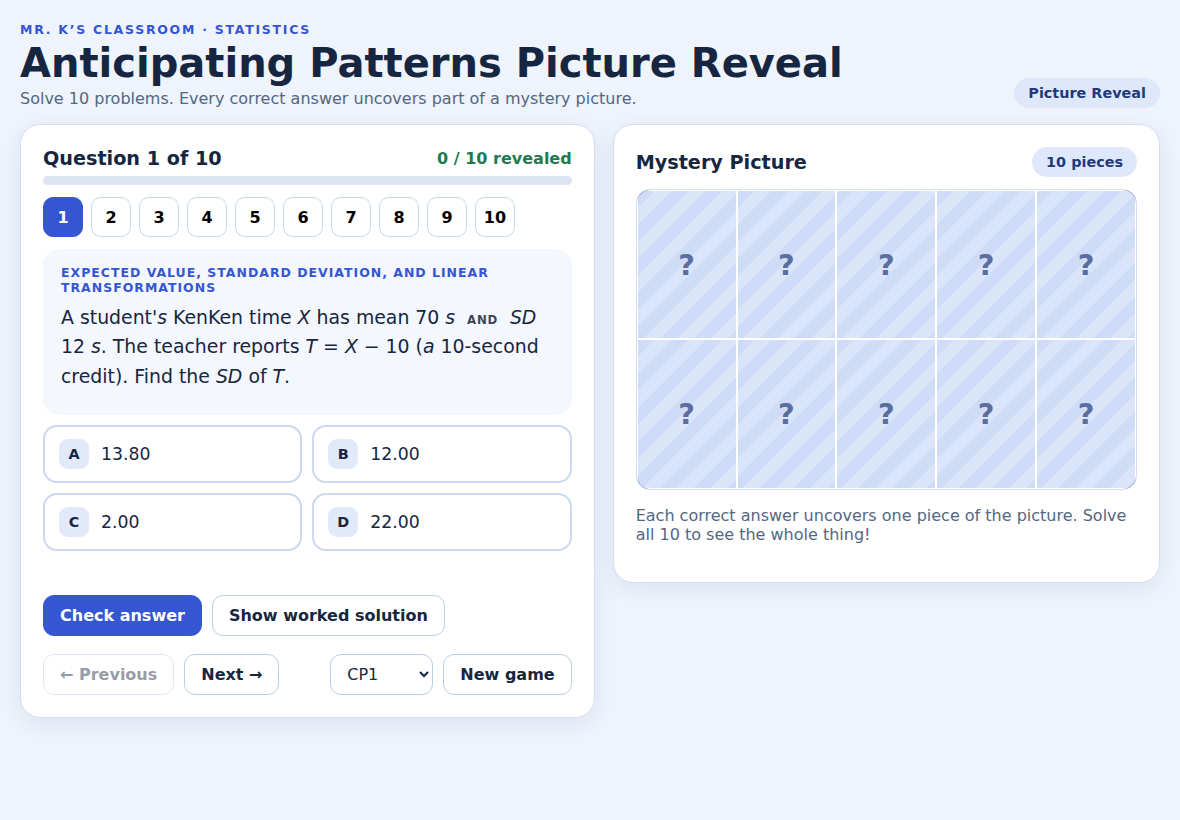 MR. K’S CLASSROOM · STATISTICS
Anticipating Patterns Picture Reveal
Solve 10 problems. Every correct answer uncovers part of a mystery picture.
Picture Reveal
Question 1 of 10
0 / 10 revealed
1 2 3 4 5 6 7 8 9 10
EXPECTED VALUE, STANDARD DEVIATION, AND LINEAR
TRANSFORMATIONS
A student's KenKen time X has mean 70 s AND SD
12 s. The teacher reports T = X − 10 (a 10-second
credit). Find the SD of T.
A 13.80
B 12.00
C 2.00
D 22.00
Check answer
Show worked solution
← Previous
Next →
CP1
New game
Mystery Picture
10 pieces
? ? ? ? ?
? ? ? ? ?
Each correct answer uncovers one piece of the picture. Solve
all 10 to see the whole thing!